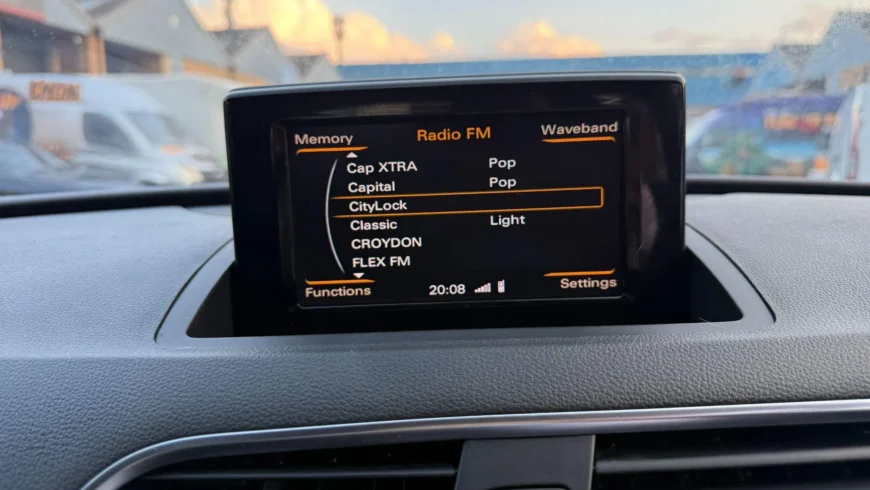 Memory Radio FM Waveband
Cap XTRA Pop
Capital Pop
CityLock
Classic Light
CROYDON
FLEX FM
Functions 20:08 Settings